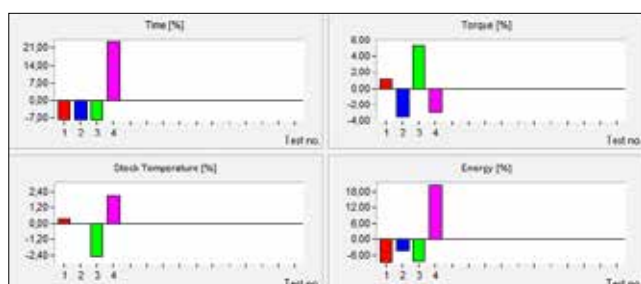 Time [%]
21,00
14,00
7,00
0,00
-7,00
1 2 3 4
Test no.
Torque [%]
6,00
4,00
2,00
0,00
-2,00
-4,00
1 2 3 4
Test no.
Stock Temperature [%]
2,40
1,20
0,00
-1,20
-2,40
1 2 3 4
Test no.
Energy [%]
18,00
12,00
6,00
0,00
-6,00
1 2 3 4
Test no.